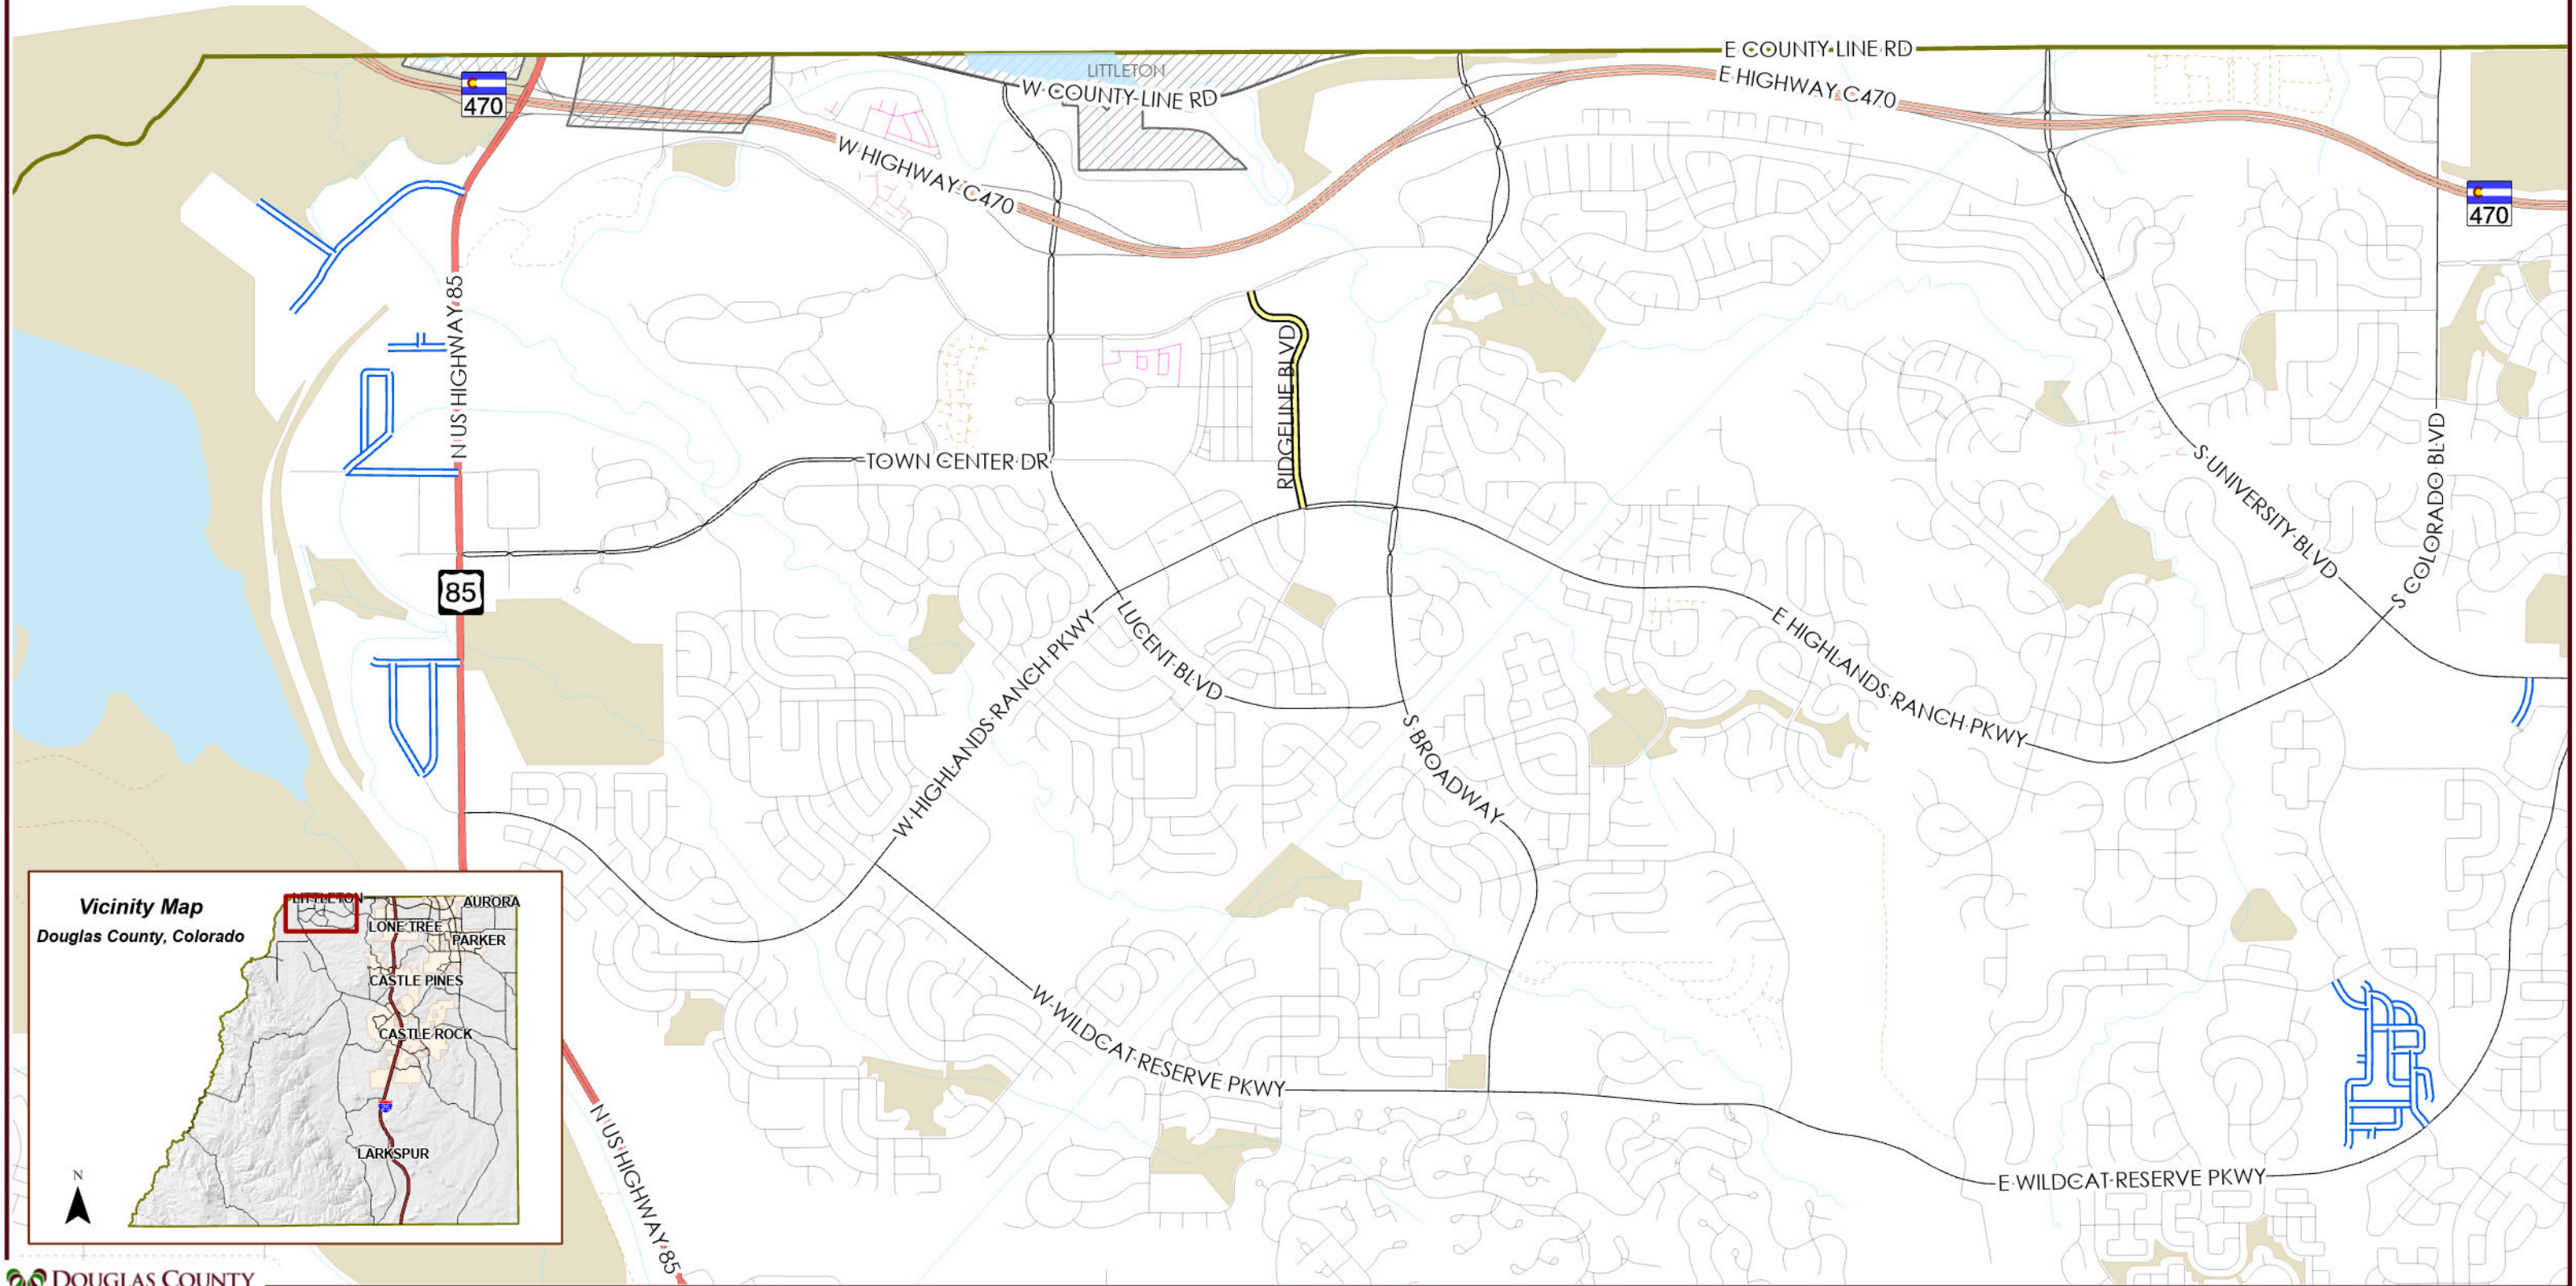 E COUNTY LINE RD
LITTLETON
E HIGHWAY C470
W COUNTY LINE RD
470
W HIGHWAY C470
470
N US HIGHWAY 85
RIDGELINE BLVD
TOWN CENTER DR
S UNIVERSITY BLVD
S COLORADO BLVD
85
W HIGHLANDS RANCH PKWY
LUCENT BLVD
E HIGHLANDS RANCH PKWY
S BROADWAY
W WILDCAT RESERVE PKWY
E WILDCAT RESERVE PKWY
N US HIGHWAY 85
Vicinity Map
Douglas County, Colorado
LITTLETON
AURORA
LONE TREE
PARKER
CASTLE PINES
CASTLE ROCK
LARKSPUR
N
DOUGLAS COUNTY